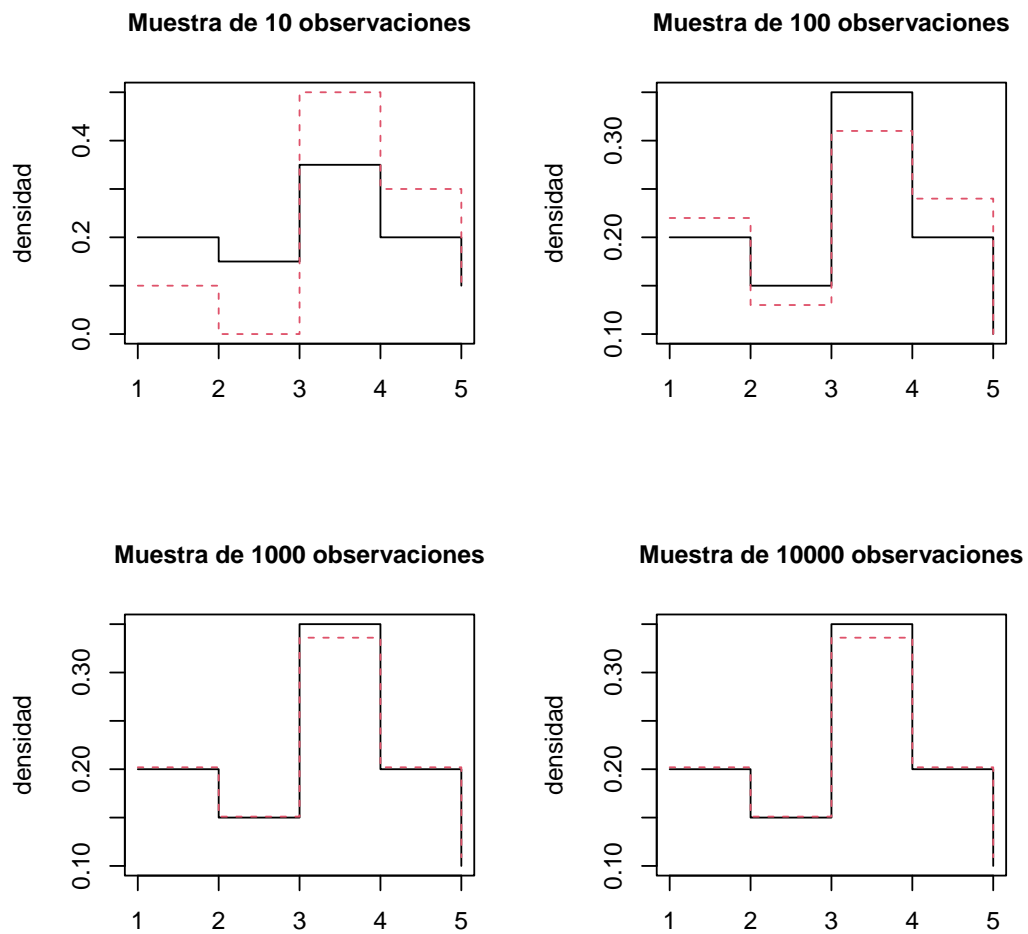 Muestra de 10 observaciones
densidad
0.0
0.2
0.4
1 2 3 4 5
Muestra de 100 observaciones
densidad
0.10
0.20
0.30
1 2 3 4 5
Muestra de 1000 observaciones
densidad
0.10
0.20
0.30
1 2 3 4 5
Muestra de 10000 observaciones
densidad
0.10
0.20
0.30
1 2 3 4 5